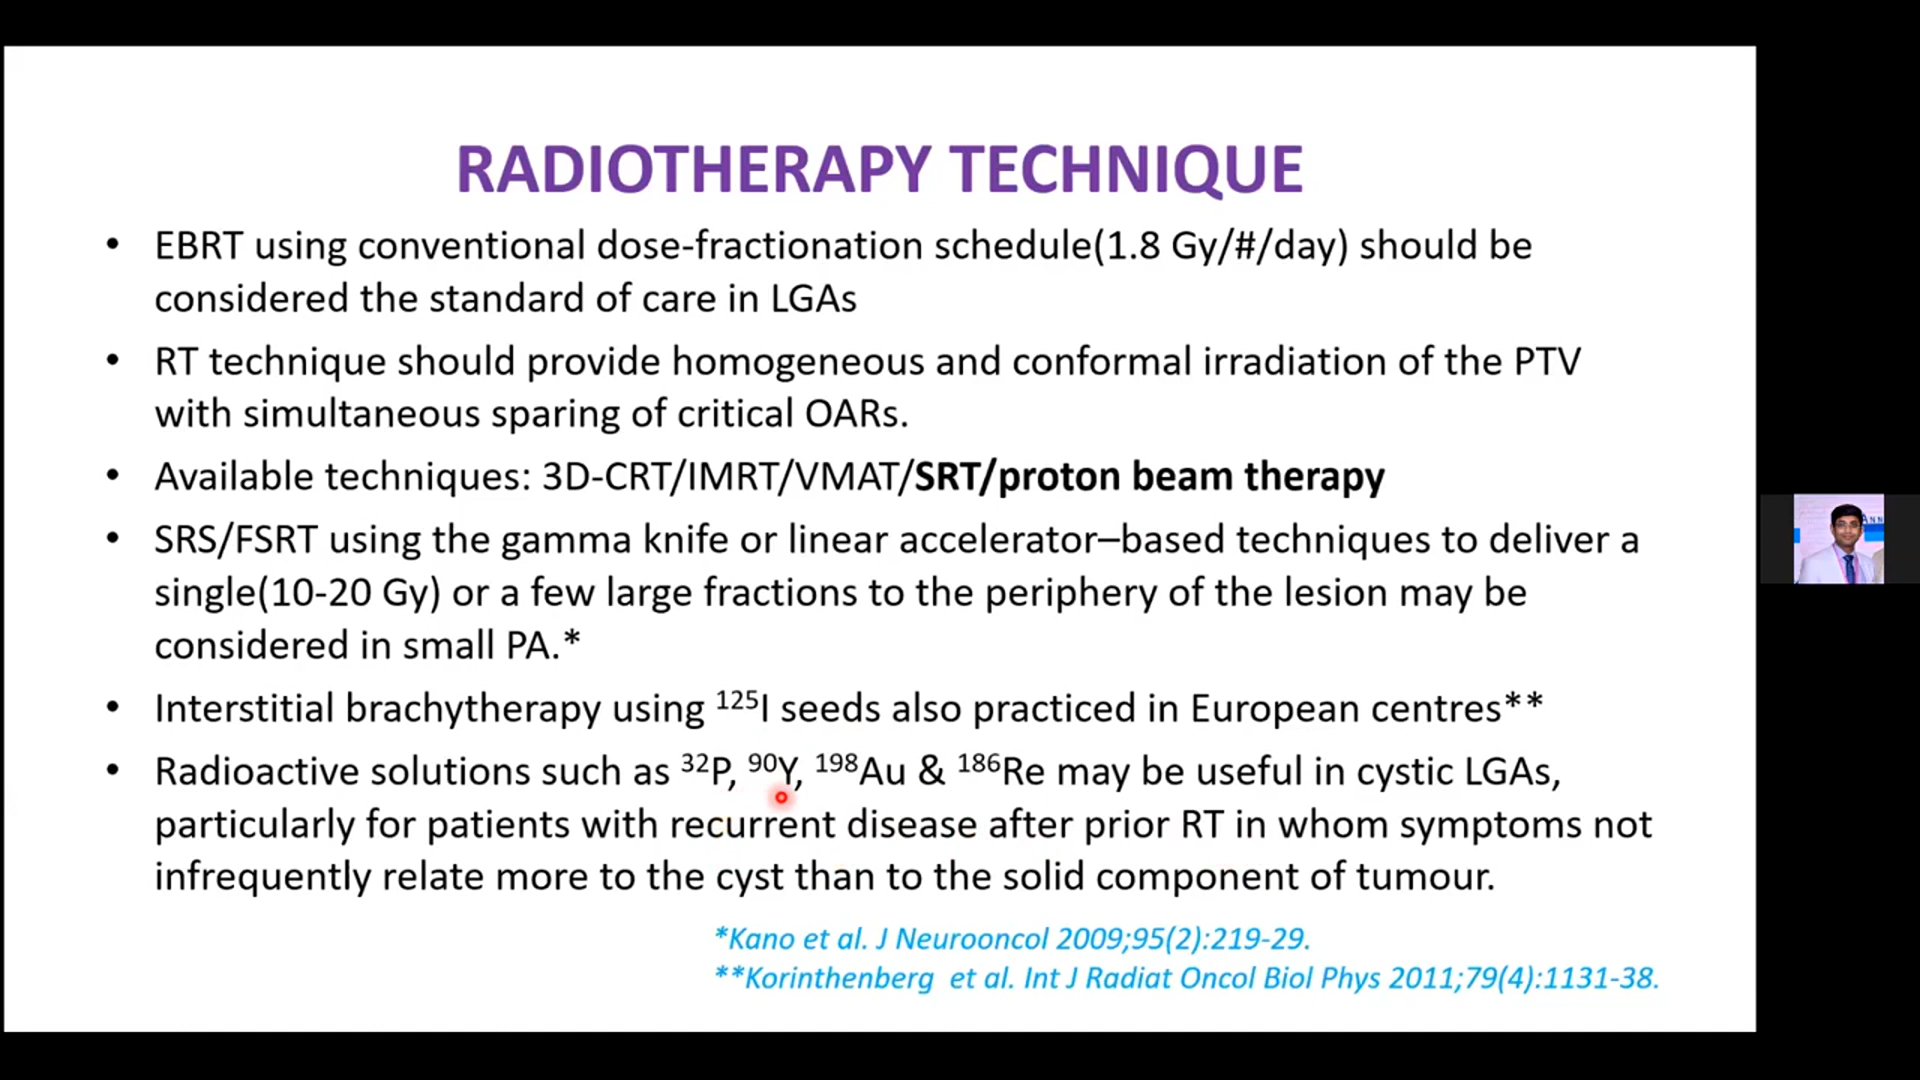 RADIOTHERAPY TECHNIQUE
• EBRT using conventional dose-fractionation schedule(1.8 Gy/#/day) should be
considered the standard of care in LGAs
• RT technique should provide homogeneous and conformal irradiation of the PTV
with simultaneous sparing of critical OARs.
• Available techniques: 3D-CRT/IMRT/VMAT/SRT/proton beam therapy
• SRS/FSRT using the gamma knife or linear accelerator–based techniques to deliver a
single(10-20 Gy) or a few large fractions to the periphery of the lesion may be
considered in small PA.*
• Interstitial brachytherapy using ¹²⁵I seeds also practiced in European centres**
• Radioactive solutions such as ³²P, ⁹⁰Y, ¹⁹⁸Au & ¹⁸⁶Re may be useful in cystic LGAs,
particularly for patients with recurrent disease after prior RT in whom symptoms not
infrequently relate more to the cyst than to the solid component of tumour.
*Kano et al. J Neurooncol 2009;95(2):219-29.
**Korinthenberg et al. Int J Radiat Oncol Biol Phys 2011;79(4):1131-38.